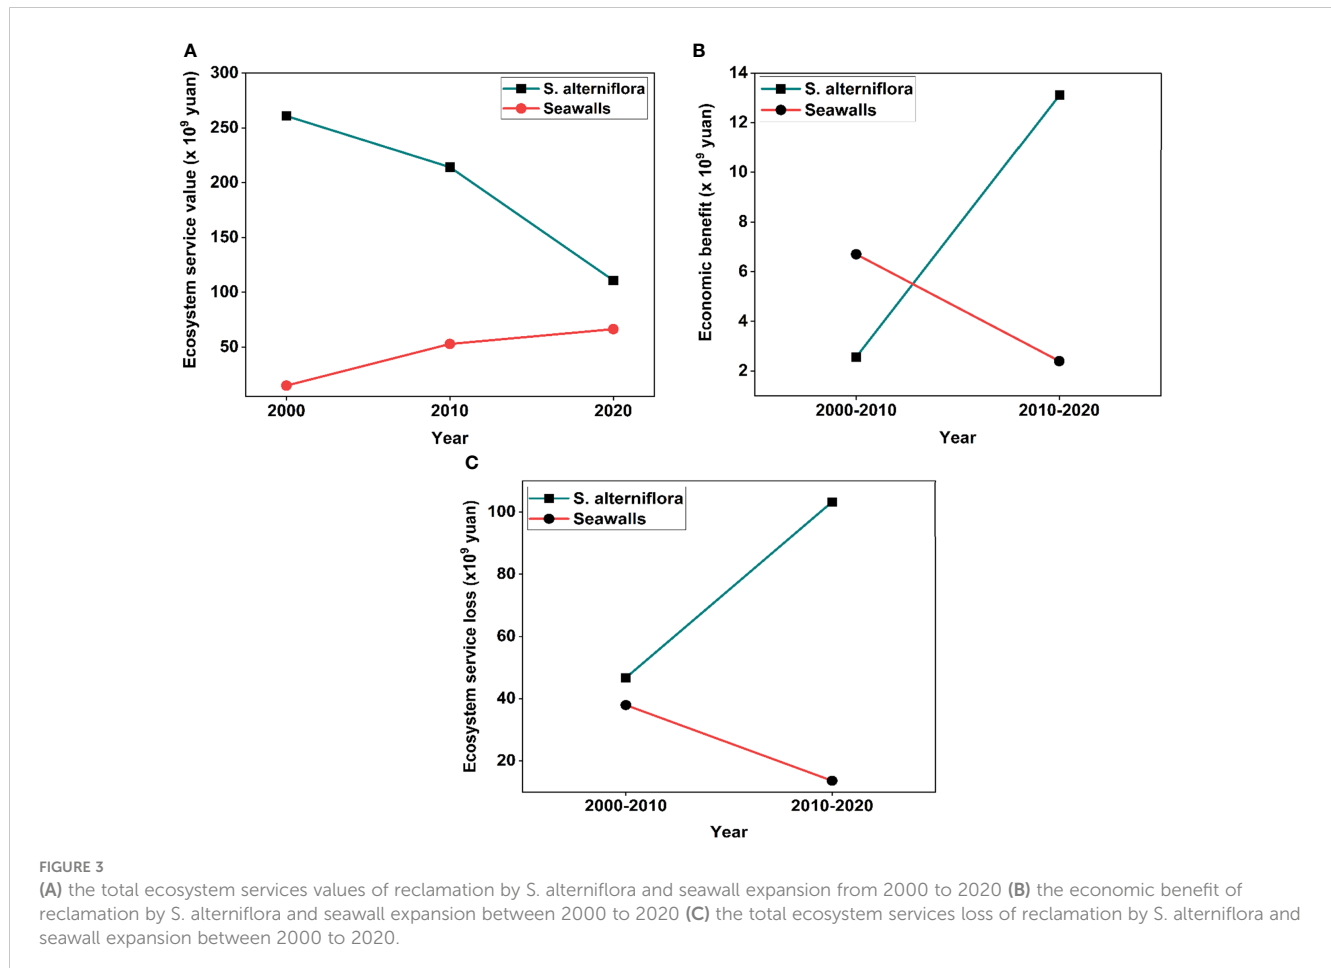 A
Ecosystem service value (x 10⁹ yuan)
300
250
200
150
100
50
S. alterniflora
Seawalls
2000
2010
2020
Year
B
Economic benefit (x 10⁹ yuan)
14
12
10
8
6
4
2
S. alterniflora
Seawalls
2000-2010
2010-2020
Year
C
Ecosystem service loss (x10⁹ yuan)
100
80
60
40
20
S. alterniflora
Seawalls
2000-2010
2010-2020
Year
FIGURE 3
(A) the total ecosystem services values of reclamation by S. alterniflora and seawall expansion from 2000 to 2020 (B) the economic benefit of
reclamation by S. alterniflora and seawall expansion between 2000 to 2020 (C) the total ecosystem services loss of reclamation by S. alterniflora and
seawall expansion between 2000 to 2020.